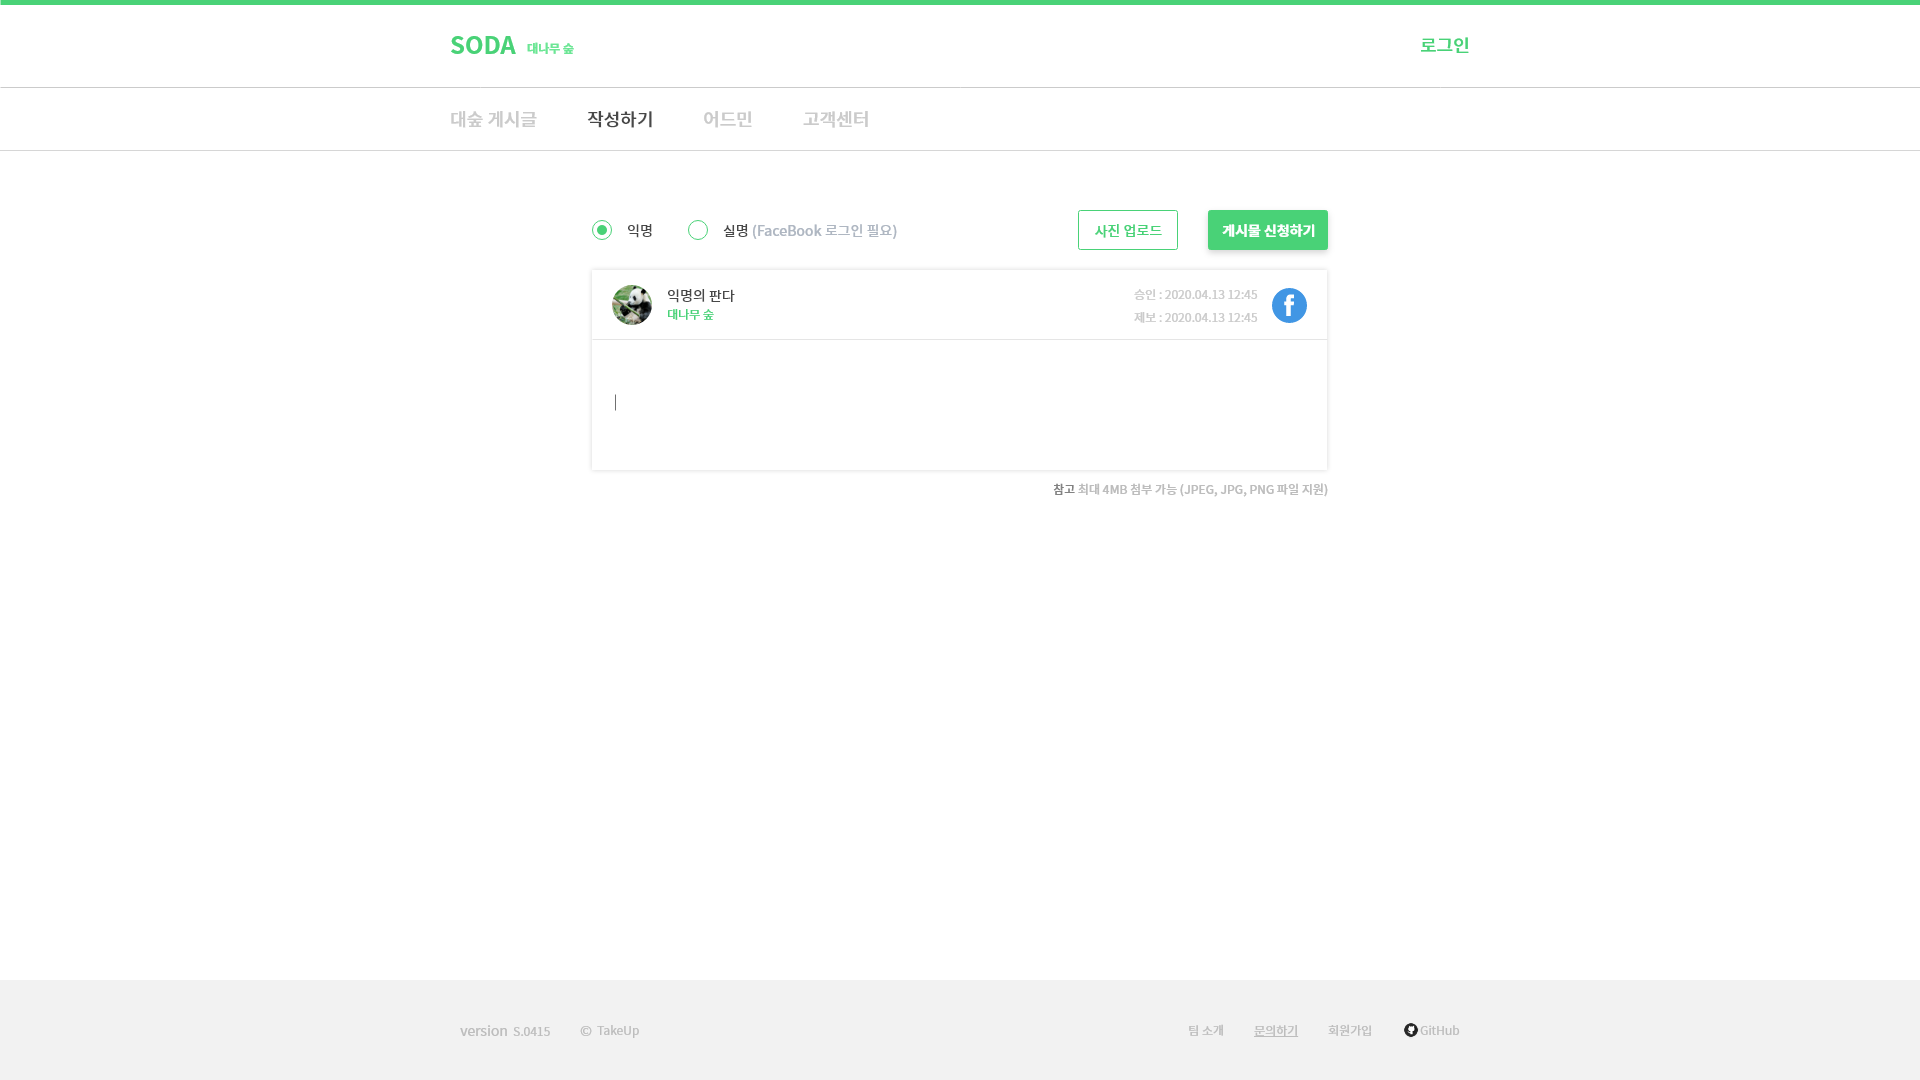 SODA 대나무 숲
로그인
대숲 게시글 작성하기 어드민 고객센터
익명 실명 (FaceBook 로그인 필요) 사진 업로드 게시물 신청하기
익명의 판다
대나무 숲
승인 : 2020.04.13 12:45
제보 : 2020.04.13 12:45
참고 최대 4MB 첨부 가능 (JPEG, JPG, PNG 파일 지원)
version S.0415 © TakeUp 팀 소개 문의하기 회원가입 GitHub